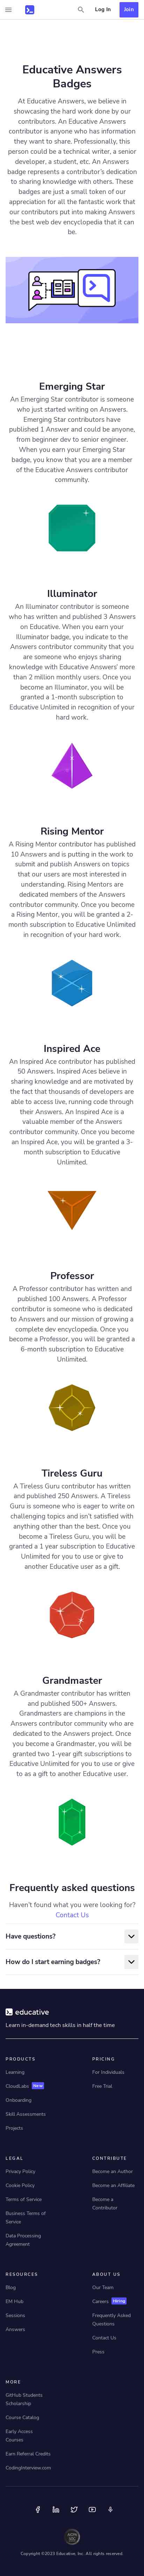 Log In
Join
Educative Answers
Badges
At Educative Answers, we believe in
democratizing the web by tearing down its
cloud of contributors. An Educative Answers
contributor is anyone who has information
they want to share. Professionally, this
person could be a technical writer, a senior
developer, a student, etc. An Answers
badge represents a contributor's dedication
to sharing knowledge with others. These
badges are just a small token of our
appreciation for all the fantastic work that
our contributors put into making Answers
the best web dev encyclopedia that it can
be.
Emerging Star
An Emerging Star contributor is someone
who just started writing on Answers.
Emerging Star contributors have
published 1 Answer and could be anyone,
from beginner dev to senior engineer.
When you earn your Emerging Star
badge, you know that you are a member
of the Educative Answers contributor
community.
Illuminator
An Illuminator contributor is someone
who has written and published 3 Answers
on Educative. When you earn your
Illuminator badge, you validate to the
Answers contributor community that you
are someone who enjoys sharing
knowledge with Educative Answers' more
than 2 million monthly users. Once you
become an Illuminator, you will be
granted a 1-month subscription to
Educative Unlimited in recognition of your
hard work.
Rising Mentor
A Rising Mentor contributor has published
10 Answers and is putting in the work to
submit and publish Answers on topics
that our users are most interested in
understanding. Rising Mentors are
dedicated members of the Answers
contributor community. Once you become
a Rising Mentor, you will be granted a 2-
month subscription to Educative Unlimited
in recognition of your hard work.
Inspired Ace
An Inspired Ace contributor has published
50 Answers. Inspired Aces believe in
sharing knowledge and are motivated by
the fact that thousands of developers are able
to access live, running code through
their Answers. An Inspired Ace is a
valuable member of the Answers
contributor community. Once you become
an Inspired Ace, you will be granted a 3-
month subscription to Educative
Unlimited.
Professor
A Professor contributor has written and
published 100 Answers. A Professor
contributor is someone who is dedicated
to Answers and our mission of growing a
complete dev encyclopedia. Once you
become a Professor, you will be granted a
6-month subscription to Educative
Unlimited.
Tireless Guru
A Tireless Guru contributor has written
and published 250 Answers. A Tireless
Guru is someone who is eager to write on
challenging topics and isn't satisfied with
anything other than the best. Once you
become a Tireless Guru, you will be
granted a 1 year subscription to Educative
Unlimited for you to use or give to
another Educative user as a gift.
Grandmaster
A Grandmaster contributor has written
and published 500+ Answers.
Grandmasters are champions in the
Answers contributor community who are
dedicated to the Answers project. Once
you become a Grandmaster, you will be
granted two 1-year gift subscriptions to
Educative Unlimited for you to use or give
to as a gift to another Educative user.
Frequently asked questions
Haven't found what you were looking for?
Contact Us
Have questions?
How do I start earning badges?
educative
Learn in-demand tech skills in half the time
PRODUCTS
Learning
CloudLabs New
Onboarding
Skill Assessments
Projects
PRICING
For Individuals
Free Trial
LEGAL
Privacy Policy
Cookie Policy
Terms of Service
Business Terms of
Service
Data Processing
Agreement
CONTRIBUTE
Become an Author
Become an Affiliate
Become a
Contributor
RESOURCES
Blog
EM Hub
Sessions
Answers
ABOUT US
Our Team
Careers Hiring
Frequently Asked
Questions
Contact Us
Press
MORE
GitHub Students
Scholarship
Course Catalog
Early Access
Courses
Earn Referral Credits
CodingInterview.com
Copyright ©2023 Educative, Inc. All rights reserved